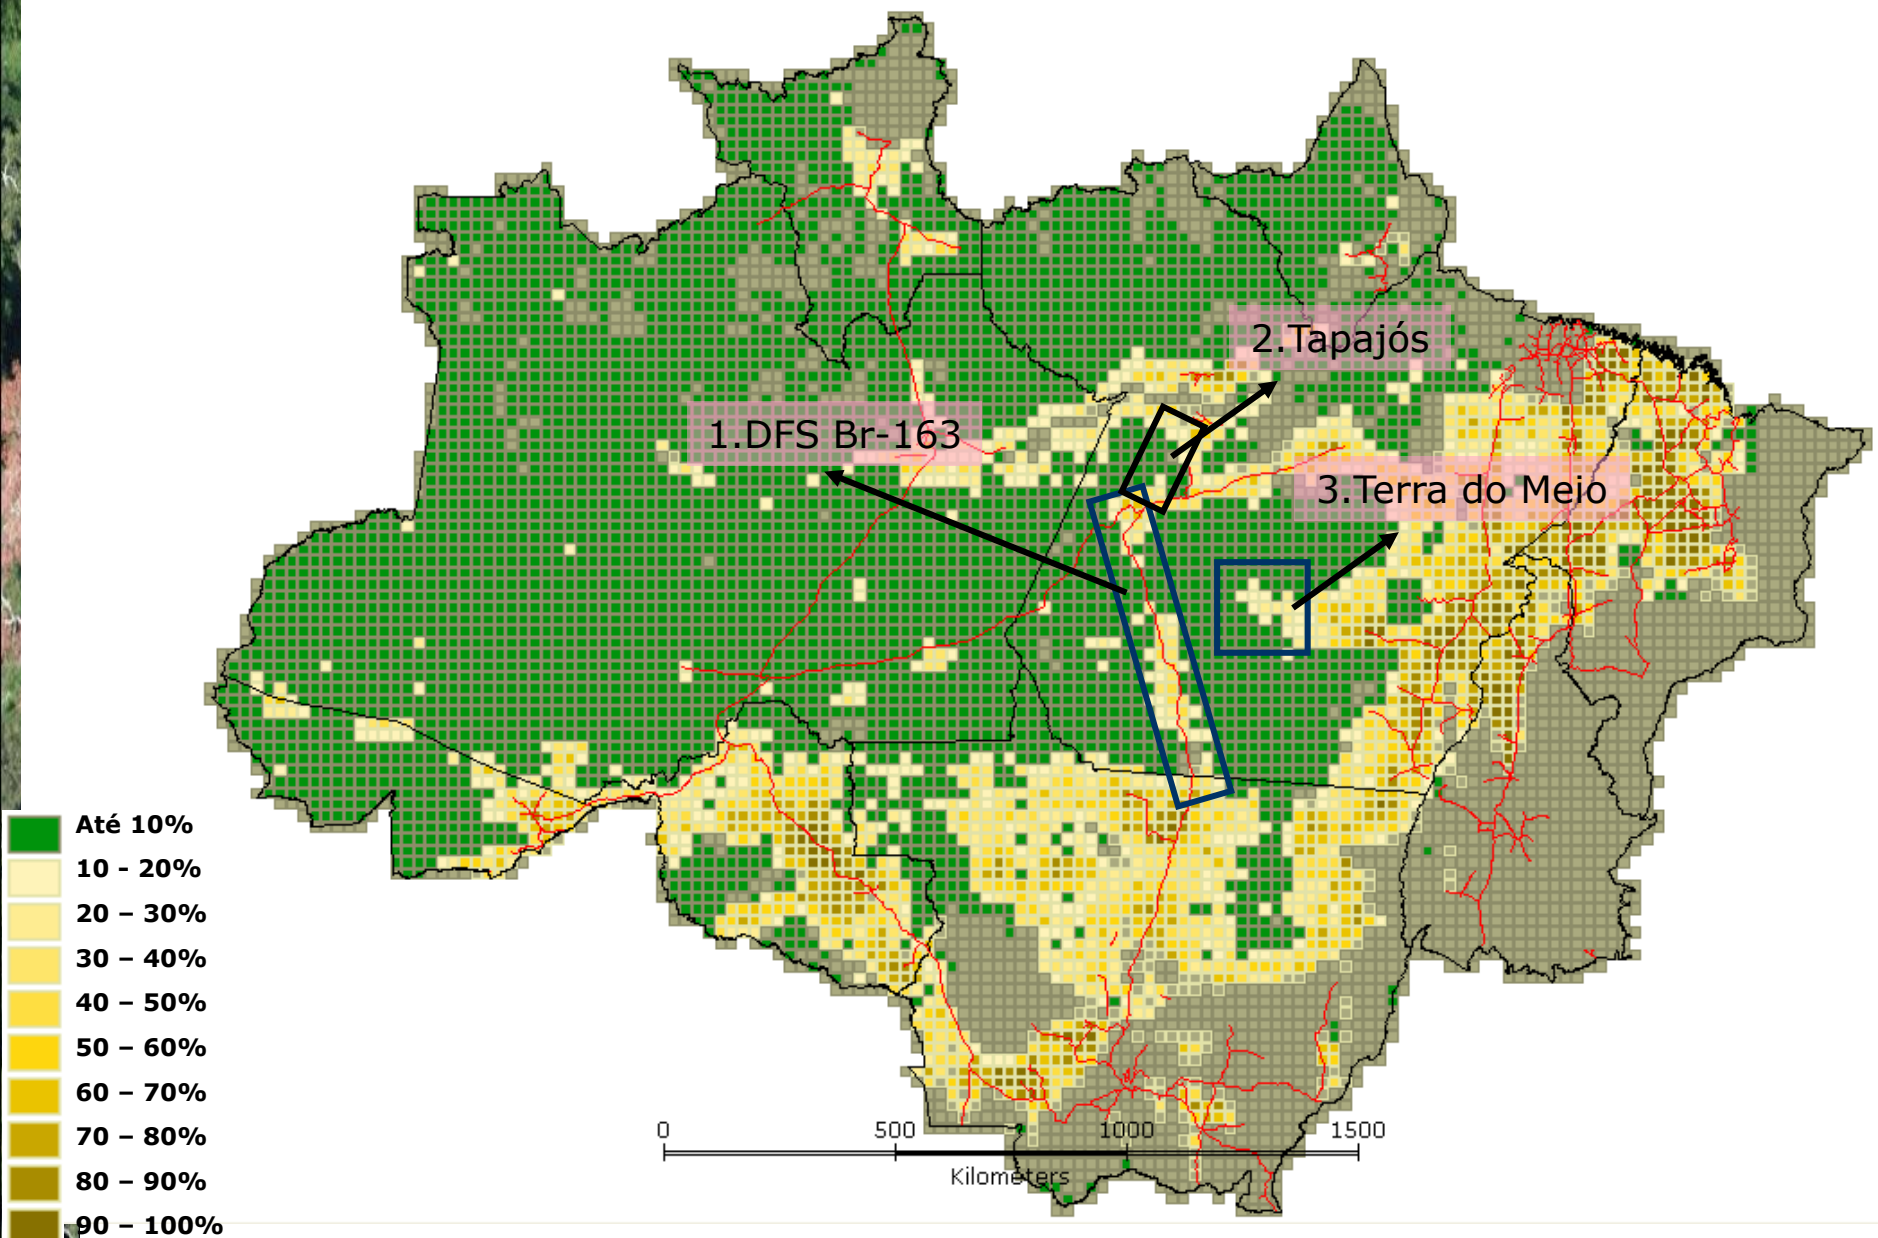 2.Tapajós
1.DFS Br-163
3.Terra do Meio
Até 10%
10 - 20%
20 – 30%
30 – 40%
40 – 50%
50 – 60%
60 – 70%
70 – 80%
80 – 90%
90 – 100%
0 500 1000 1500
Kilometers